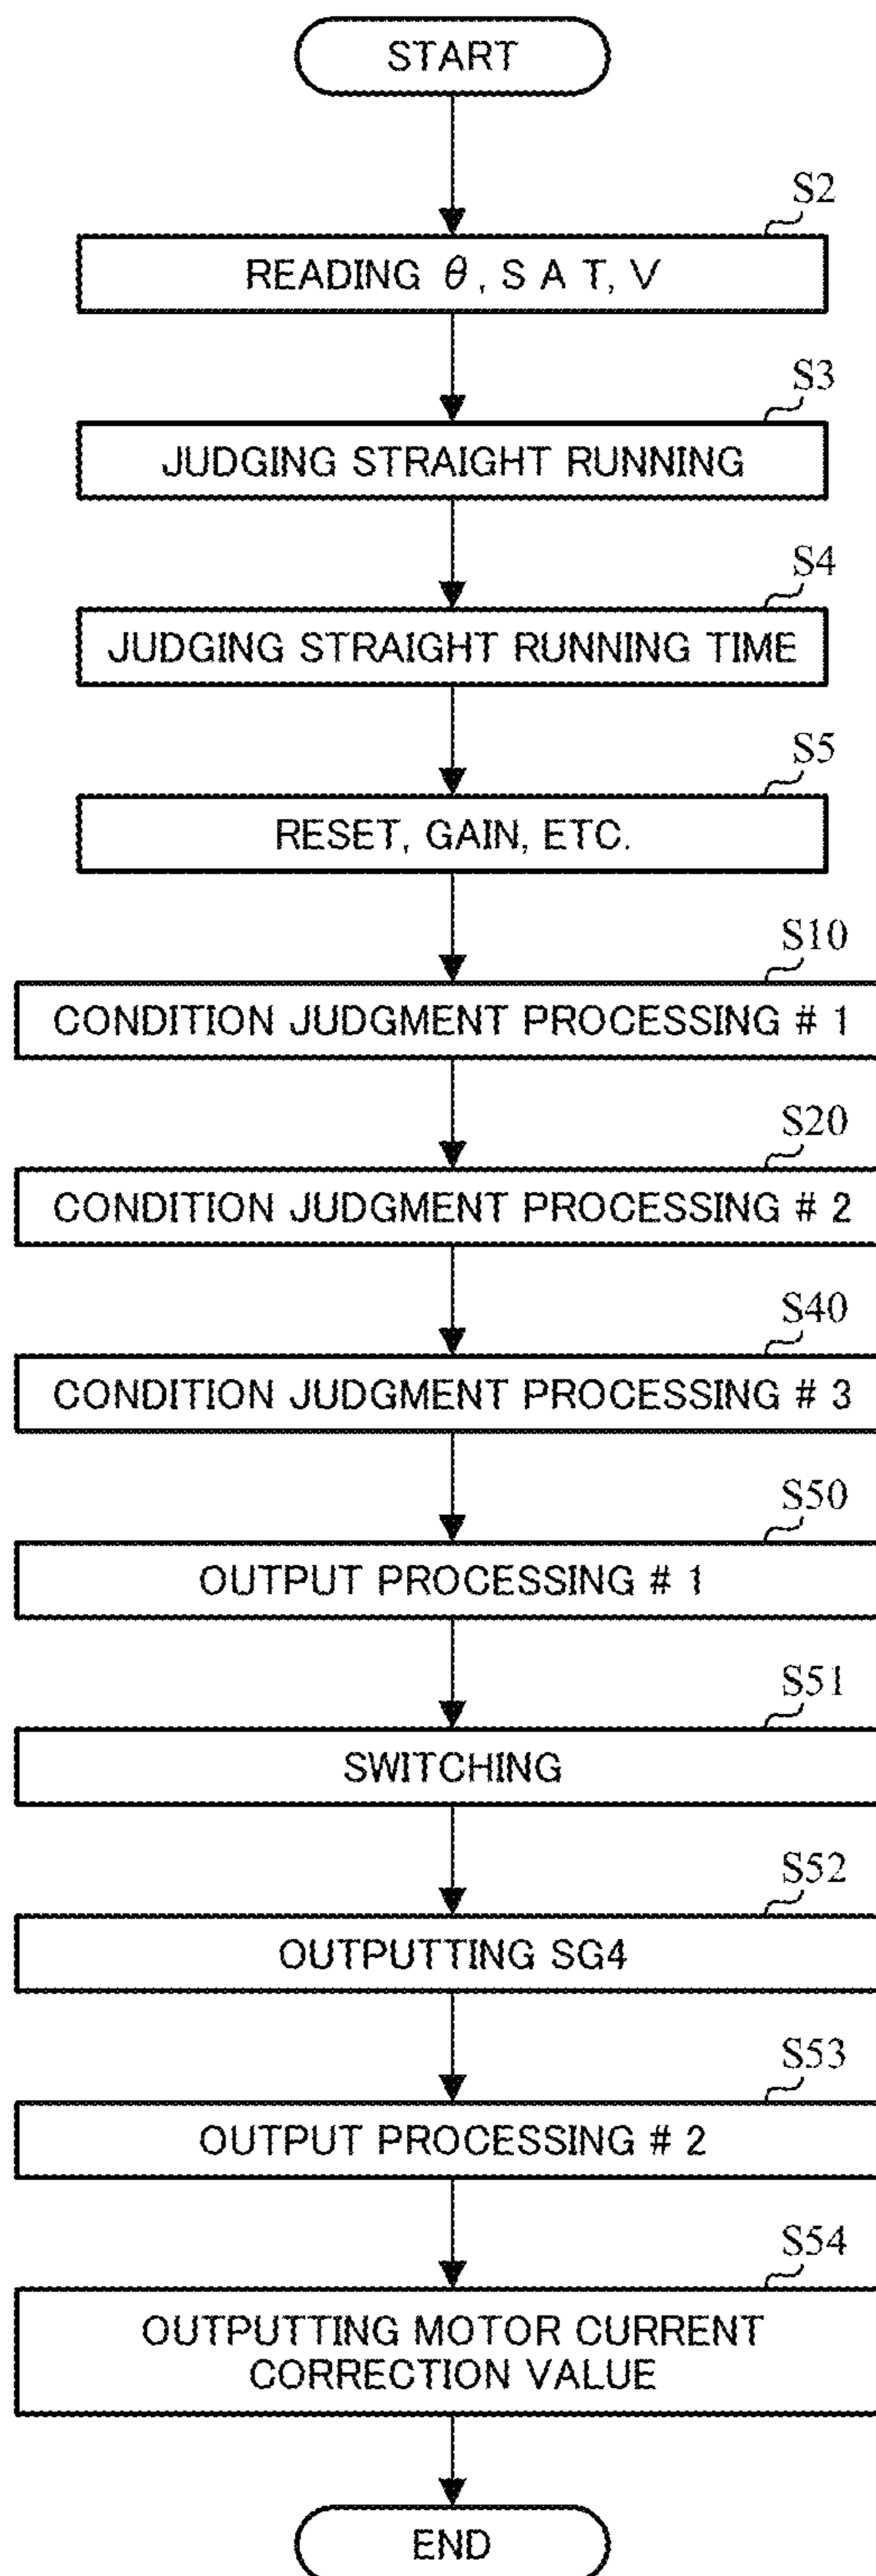 START
S2
READING θ, S A T, V
S3
JUDGING STRAIGHT RUNNING
S4
JUDGING STRAIGHT RUNNING TIME
S5
RESET, GAIN, ETC.
S10
CONDITION JUDGMENT PROCESSING # 1
S20
CONDITION JUDGMENT PROCESSING # 2
S40
CONDITION JUDGMENT PROCESSING # 3
S50
OUTPUT PROCESSING # 1
S51
SWITCHING
S52
OUTPUTTING SG4
S53
OUTPUT PROCESSING # 2
S54
OUTPUTTING MOTOR CURRENT
CORRECTION VALUE
END